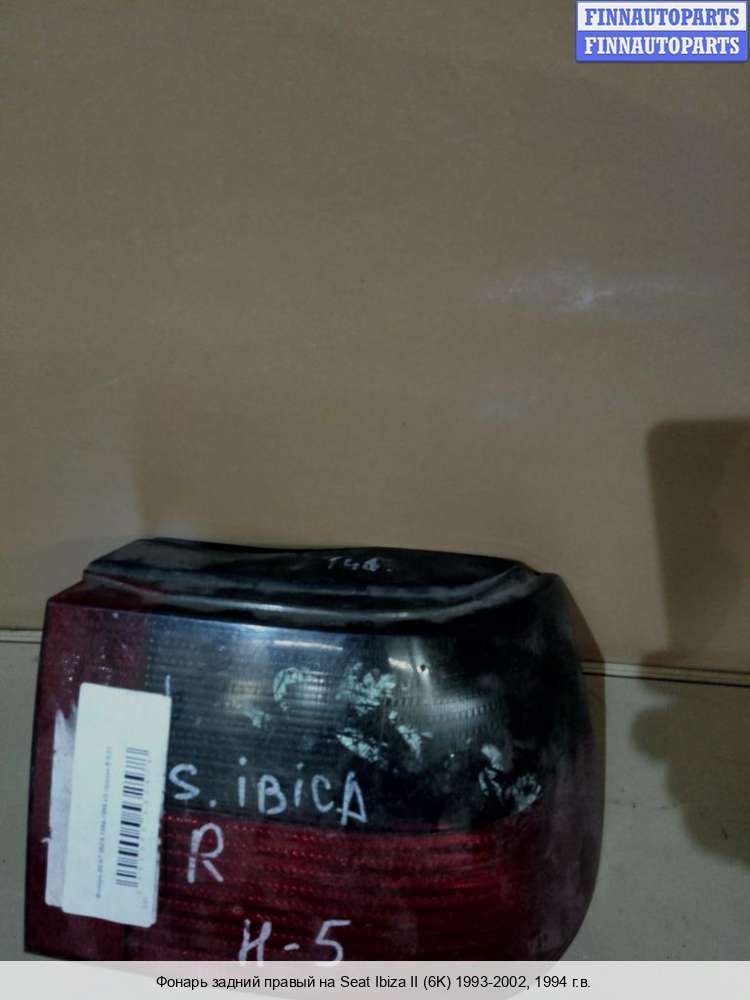 FINNAUTOPARTS
FINNAUTOPARTS
S. iBiCA
R
H-5
Фонарь задний правый на Seat Ibiza II (6K) 1993-2002, 1994 г.в.